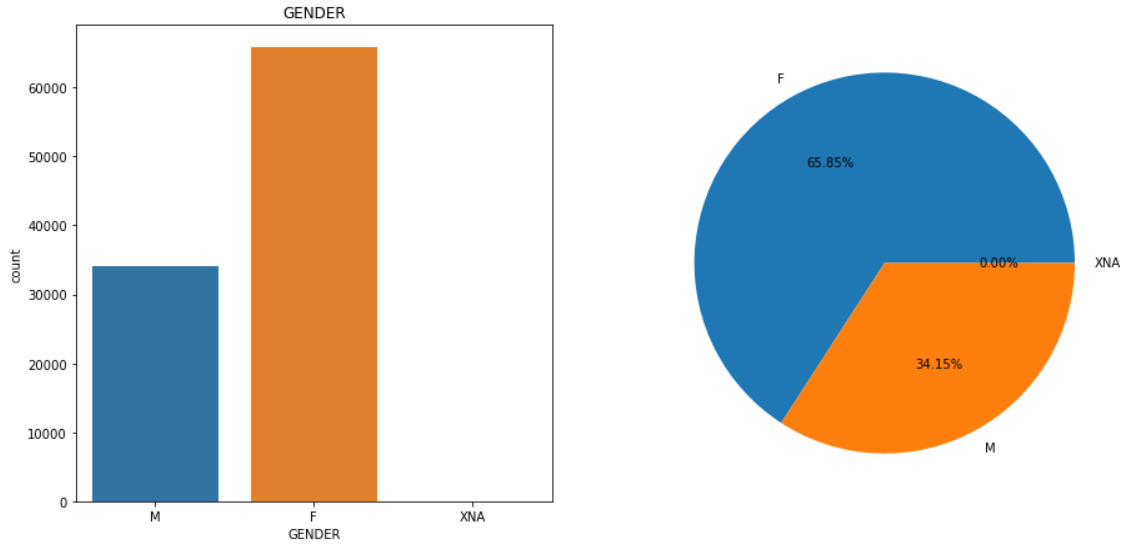 GENDER
60000
50000
40000
30000
20000
10000
0
count
M F XNA
GENDER
F
65.85%
0.00% XNA
34.15%
M